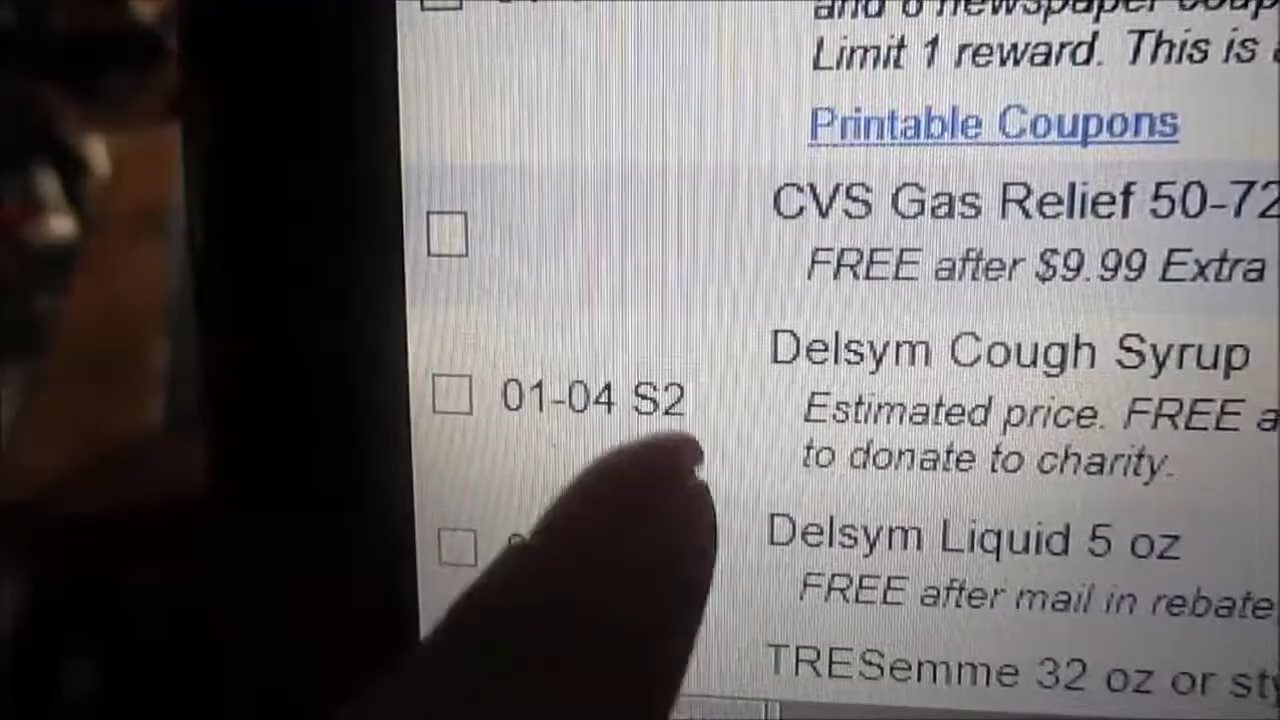 Limit 1 reward. This is
Printable Coupons
CVS Gas Relief 50-72
FREE after $9.99 Extra
Delsym Cough Syrup
01-04 S2
Estimated price. FREE a
to donate to charity.
Delsym Liquid 5 oz
FREE after mail in rebate
TRESemme 32 oz or sty